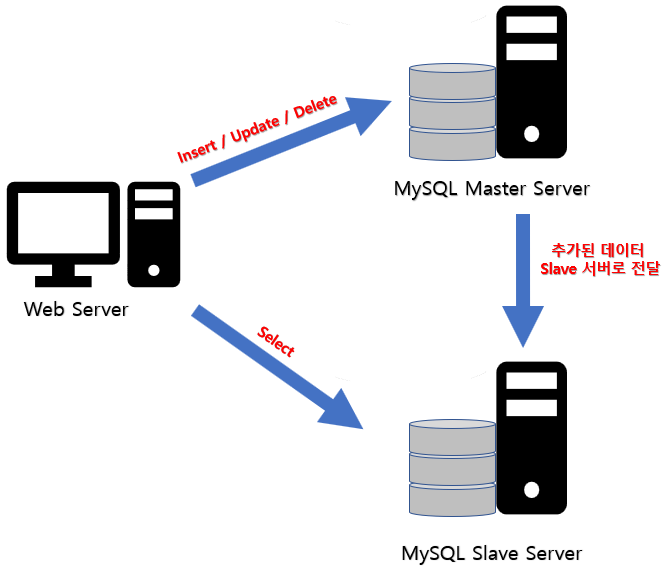 Insert / Update / Delete
MySQL Master Server
추가된 데이터
Slave 서버로 전달
Web Server
Select
MySQL Slave Server